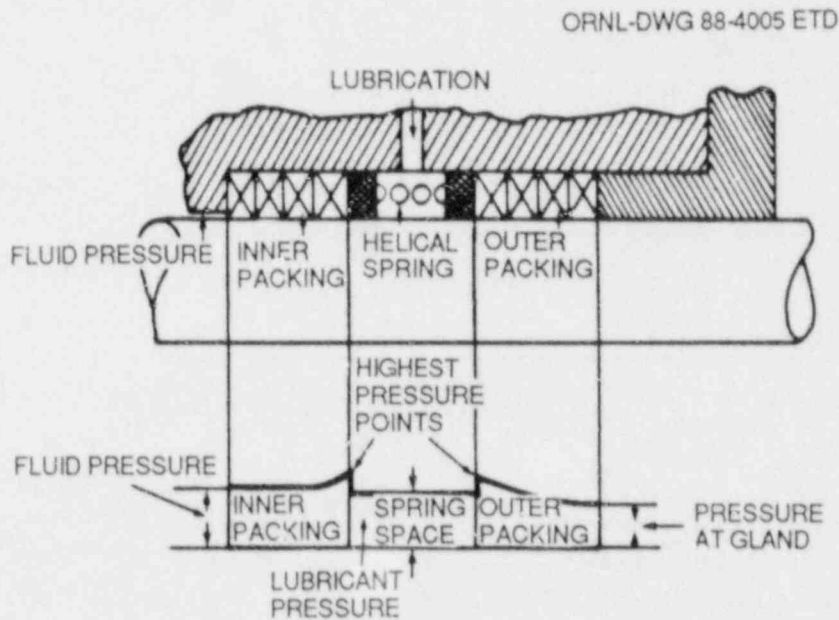 ORNL-DWG 88-4005 ETD
LUBRICATION
FLUID PRESSURE
INNER
PACKING
HELICAL
SPRING
OUTER
PACKING
HIGHEST
PRESSURE
POINTS
FLUID PRESSURE
INNER
PACKING
SPRING
SPACE
OUTER
PACKING
PRESSURE
AT GLAND
LUBRICANT
PRESSURE